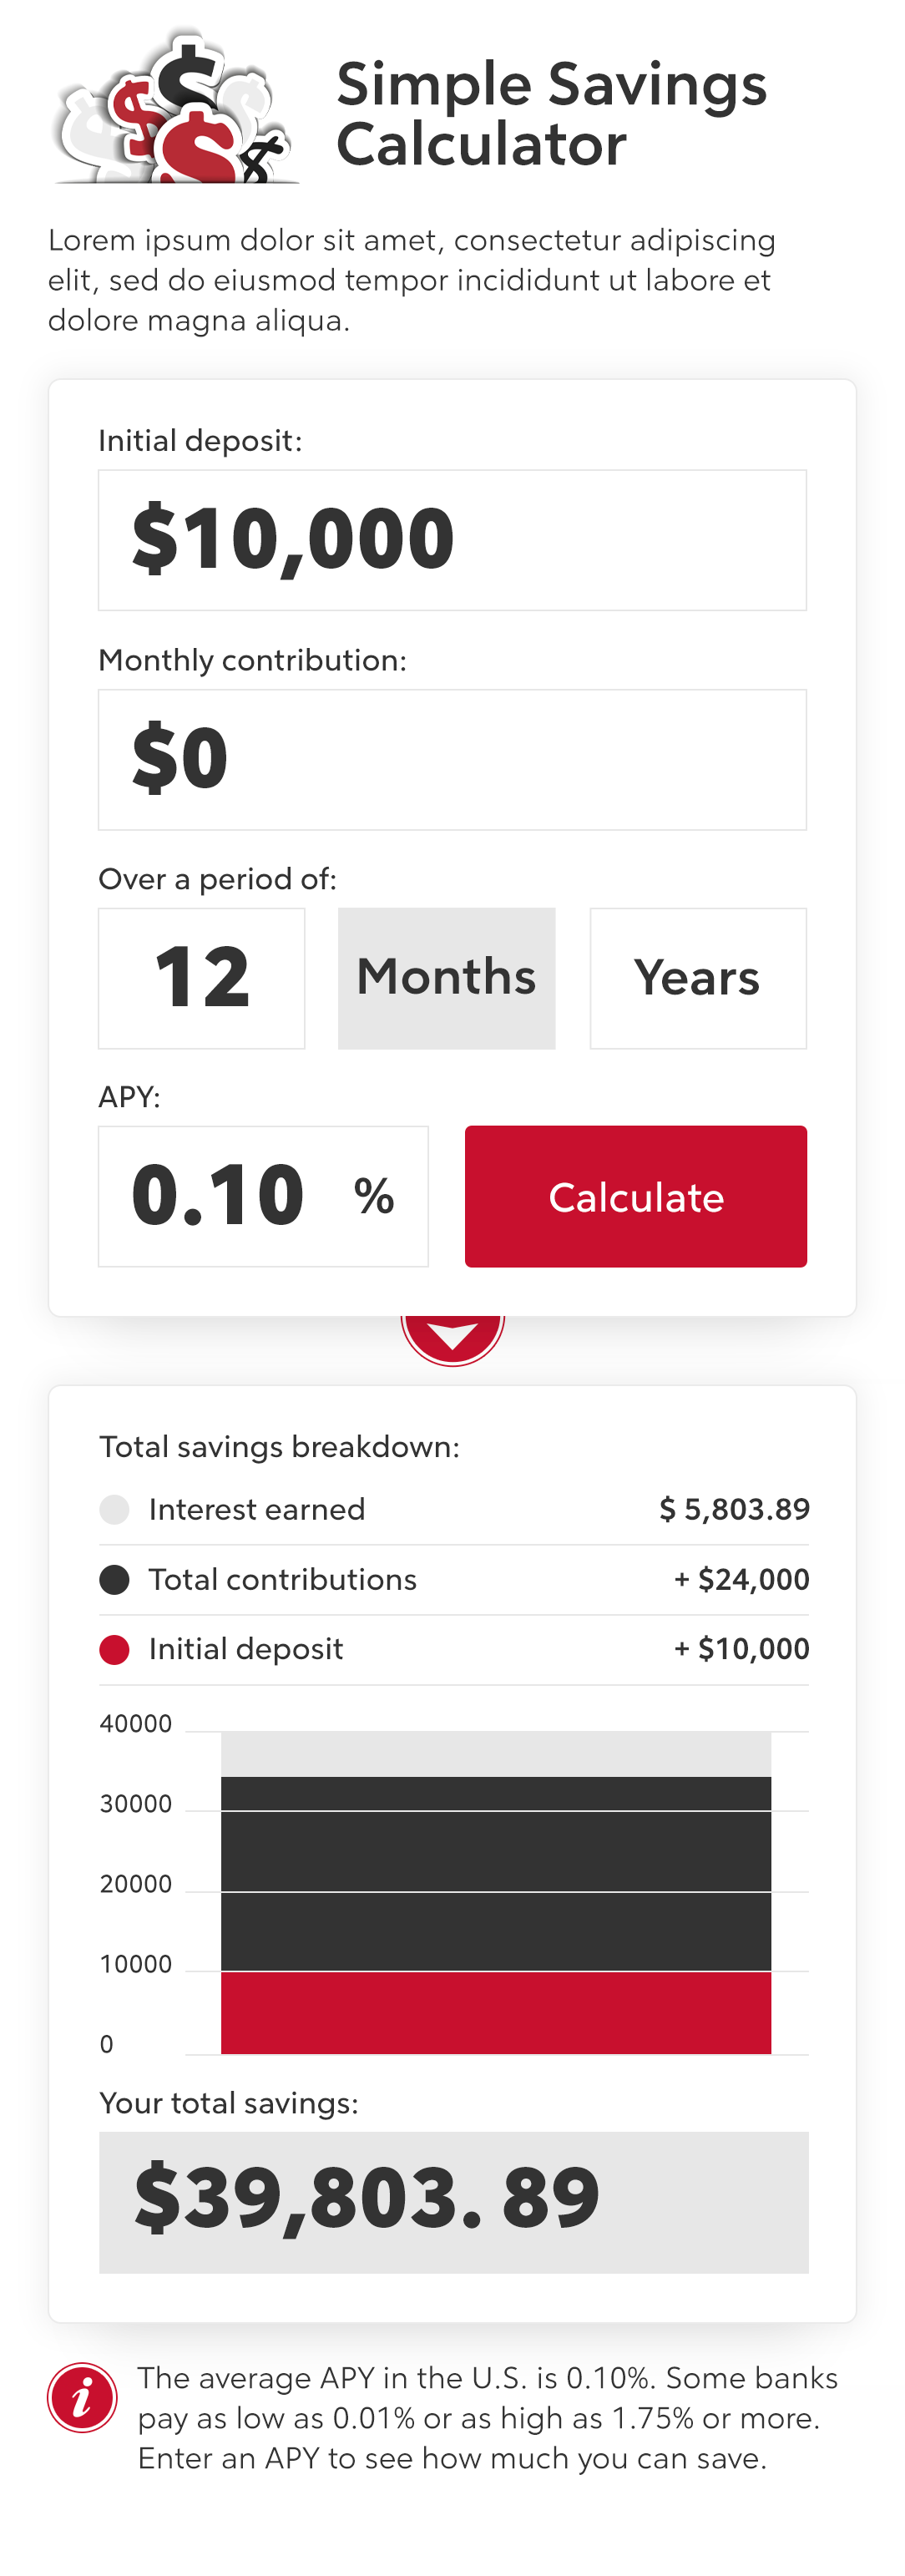 Simple Savings
Calculator
Lorem ipsum dolor sit amet, consectetur adipiscing
elit, sed do eiusmod tempor incididunt ut labore et
dolore magna aliqua.
Initial deposit:
$10,000
Monthly contribution:
$0
Over a period of:
12 Months Years
APY:
0.10 % Calculate
Total savings breakdown:
Interest earned $ 5,803.89
Total contributions + $24,000
Initial deposit + $10,000
40000
30000
20000
10000
0
Your total savings:
$39,803. 89
The average APY in the U.S. is 0.10%. Some banks
pay as low as 0.01% or as high as 1.75% or more.
Enter an APY to see how much you can save.